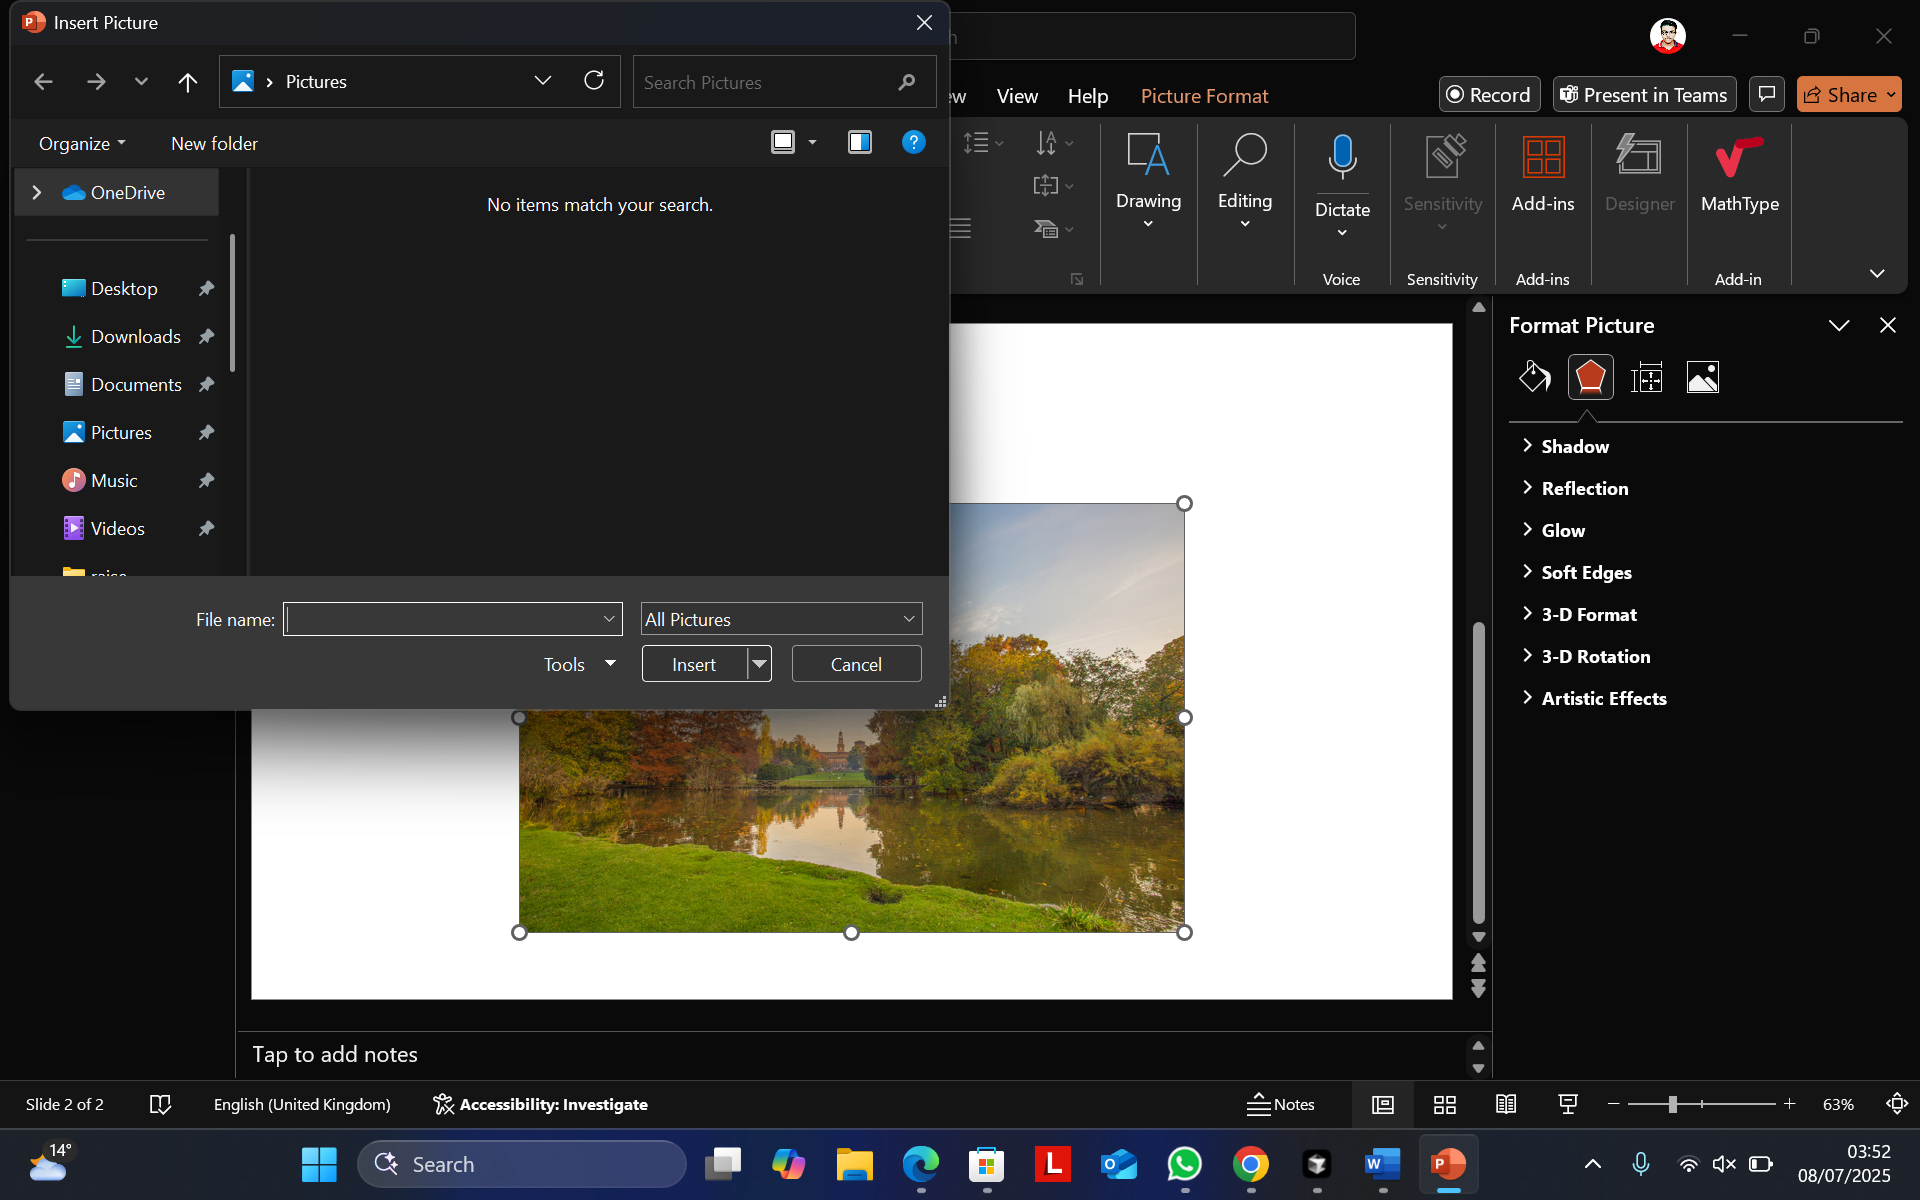 Insert Picture
Pictures
Search Pictures
View
Help
Picture Format
Record
Present in Teams
Share
Organize
New folder
OneDrive
Desktop
Downloads
Documents
Pictures
Music
Videos
No items match your search.
File name:
All Pictures
Tools
Insert
Cancel
Drawing
Editing
Dictate
Voice
Sensitivity
Sensitivity
Add-ins
Add-ins
Designer
MathType
Add-in
Format Picture
Shadow
Reflection
Glow
Soft Edges
3-D Format
3-D Rotation
Artistic Effects
Tap to add notes
Slide 2 of 2
English (United Kingdom)
Accessibility: Investigate
Notes
63%
14°
Search
03:52
08/07/2025